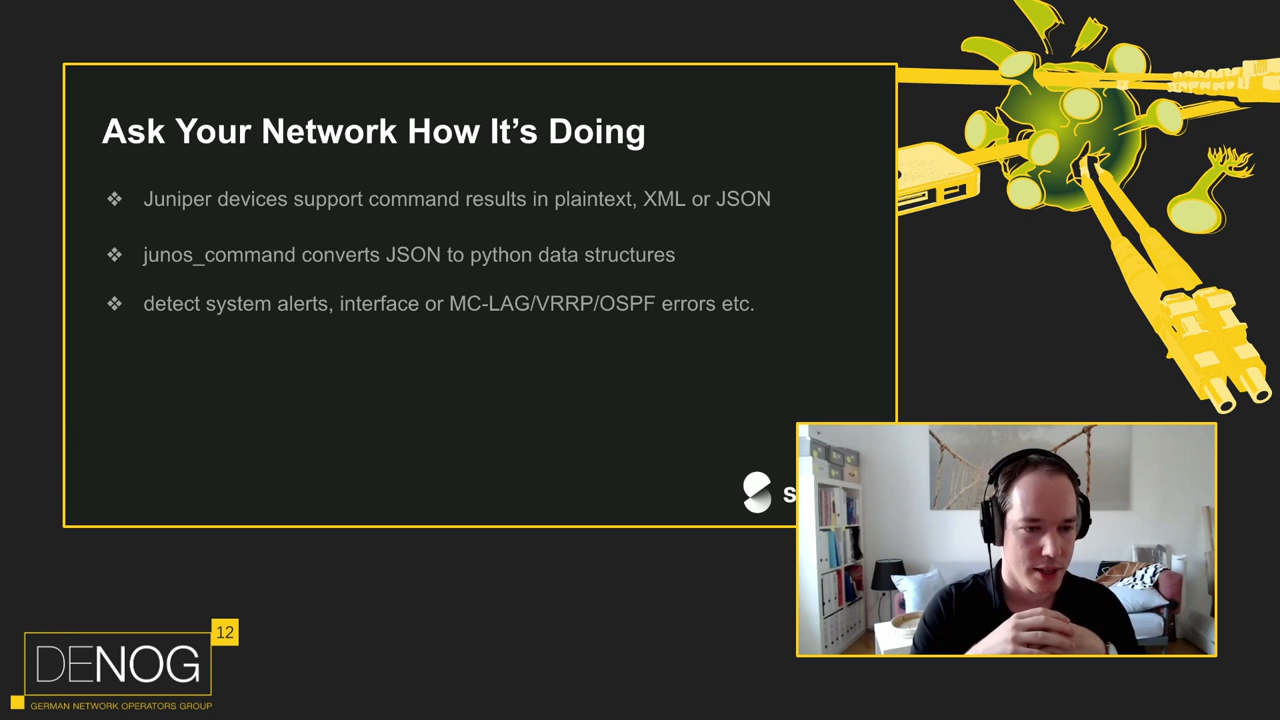 Ask Your Network How It's Doing
❖ Juniper devices support command results in plaintext, XML or JSON
❖ junos_command converts JSON to python data structures
❖ detect system alerts, interface or MC-LAG/VRRP/OSPF errors etc.
s
12
DENOG
GERMAN NETWORK OPERATORS GROUP